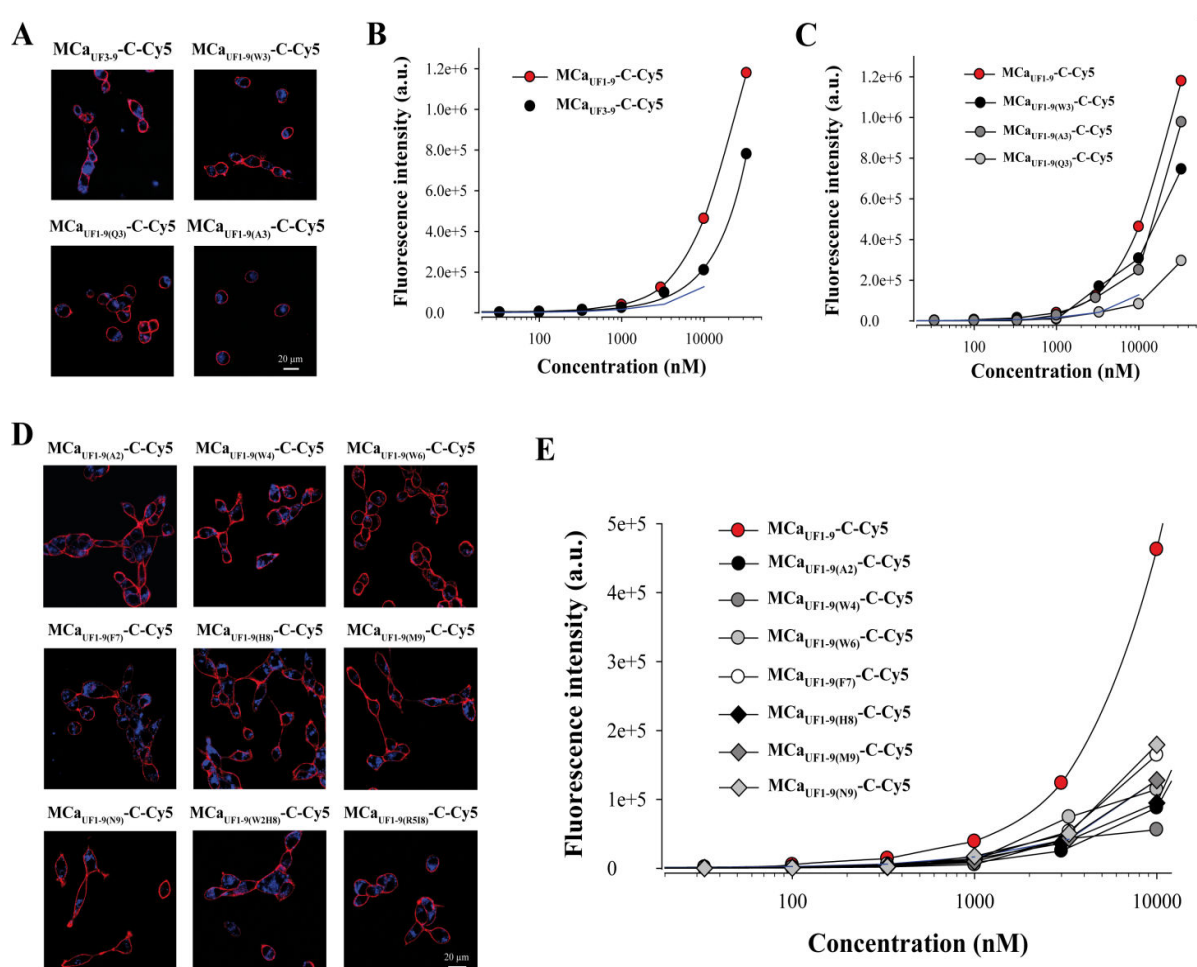 A
MCaUF3-9-C-Cy5
MCaUF1-9(W3)-C-Cy5
MCaUF1-9(Q3)-C-Cy5
MCaUF1-9(A3)-C-Cy5
20 µm
B
Fluorescence intensity (a.u.)
1.2e+6
1.0e+6
8.0e+5
6.0e+5
4.0e+5
2.0e+5
0.0
MCaUF1-9-C-Cy5
MCaUF3-9-C-Cy5
100
1000
10000
Concentration (nM)
C
Fluorescence intensity (a.u.)
1.2e+6
1.0e+6
8.0e+5
6.0e+5
4.0e+5
2.0e+5
0.0
MCaUF1-9-C-Cy5
MCaUF1-9(W3)-C-Cy5
MCaUF1-9(A3)-C-Cy5
MCaUF1-9(Q3)-C-Cy5
100
1000
10000
Concentration (nM)
D
MCaUF1-9(A2)-C-Cy5
MCaUF1-9(W4)-C-Cy5
MCaUF1-9(W6)-C-Cy5
MCaUF1-9(F7)-C-Cy5
MCaUF1-9(H8)-C-Cy5
MCaUF1-9(M9)-C-Cy5
MCaUF1-9(N9)-C-Cy5
MCaUF1-9(W2H8)-C-Cy5
MCaUF1-9(R5I8)-C-Cy5
20 µm
E
Fluorescence intensity (a.u.)
5e+5
4e+5
3e+5
2e+5
1e+5
0
MCaUF1-9-C-Cy5
MCaUF1-9(A2)-C-Cy5
MCaUF1-9(W4)-C-Cy5
MCaUF1-9(W6)-C-Cy5
MCaUF1-9(F7)-C-Cy5
MCaUF1-9(H8)-C-Cy5
MCaUF1-9(M9)-C-Cy5
MCaUF1-9(N9)-C-Cy5
100
1000
10000
Concentration (nM)